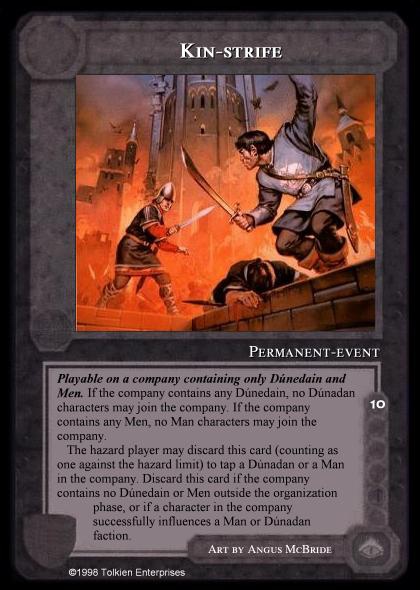 Kin-strife
Permanent-event
Playable on a company containing only Dúnedain and
Men. If the company contains any Dúnedain, no Dúnadan
characters may join the company. If the company
contains any Men, no Man characters may join the
company.
The hazard player may discard this card (counting as
one against the hazard limit) to tap a Dúnadan or a Man
in the company. Discard this card if the company
contains no Dúnedain or Men outside the organization
phase, or if a character in the company
successfully influences a Man or Dúnadan
faction.
10
Art by Angus McBride
©1998 Tolkien Enterprises